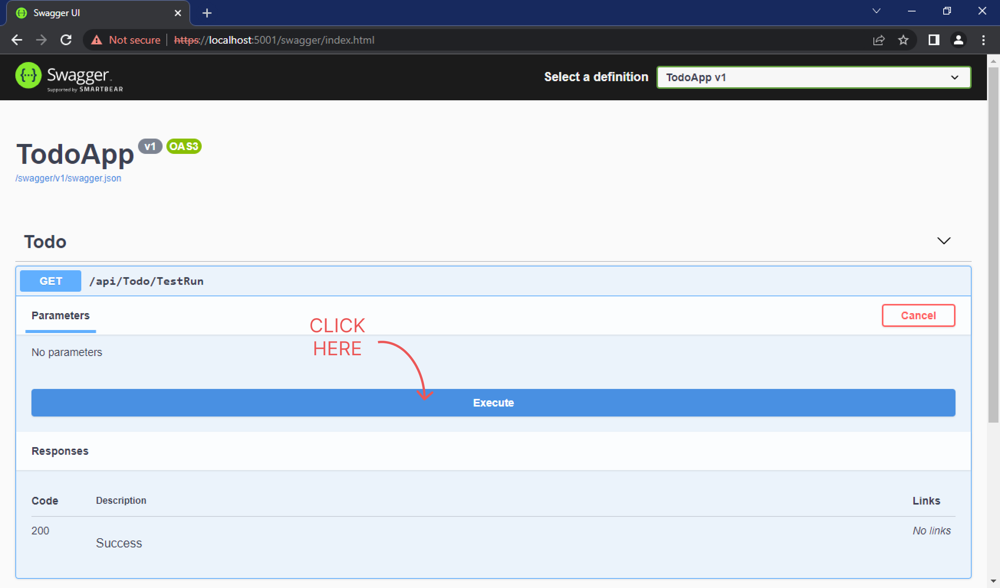 Swagger UI
Not secure https://localhost:5001/swagger/index.html
Swagger
Supported by SMARTBEAR
Select a definition
TodoApp v1
TodoApp v1 OAS3
/swagger/v1/swagger.json
Todo
GET /api/Todo/TestRun
Parameters
Cancel
CLICK
HERE
No parameters
Execute
Responses
Code Description Links
200 No links
Success